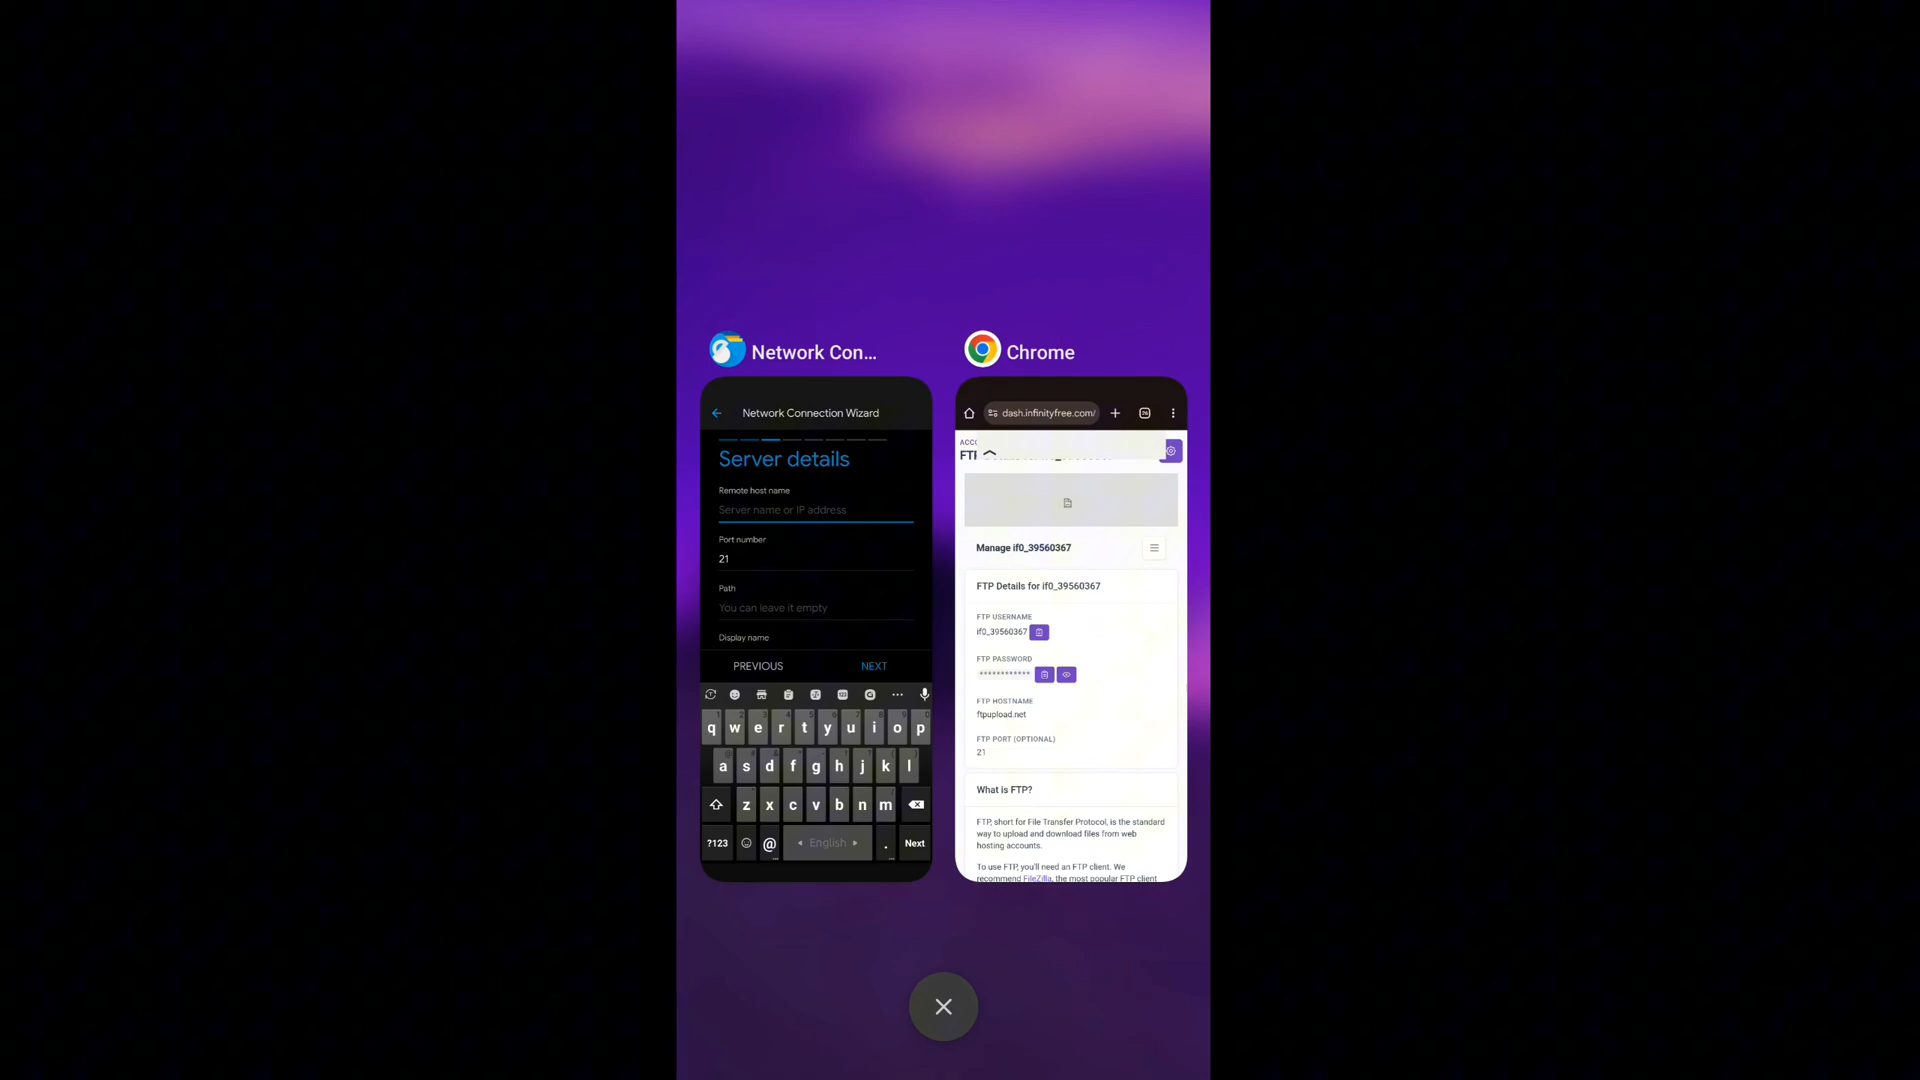 Network Con...
Network Connection Wizard
Server details
Remote host name
Server name or IP address
Port number
21
Path
You can leave it empty
Display name
PREVIOUS
NEXT
q w e r t y u i o p
a s d f g h j k l
z x c v b n m
?123
@
English
.
Next
Chrome
dash.infinityfree.com/
26
Manage if0_39560367
FTP Details for if0_39560367
FTP USERNAME
if0_39560367
FTP PASSWORD
************
FTP HOSTNAME
ftpupload.net
FTP PORT (OPTIONAL)
21
What is FTP?
FTP, short for File Transfer Protocol, is the standard
way to upload and download files from web
hosting accounts.
To use FTP, you'll need an FTP client. We
recommend FileZilla, the most popular FTP client